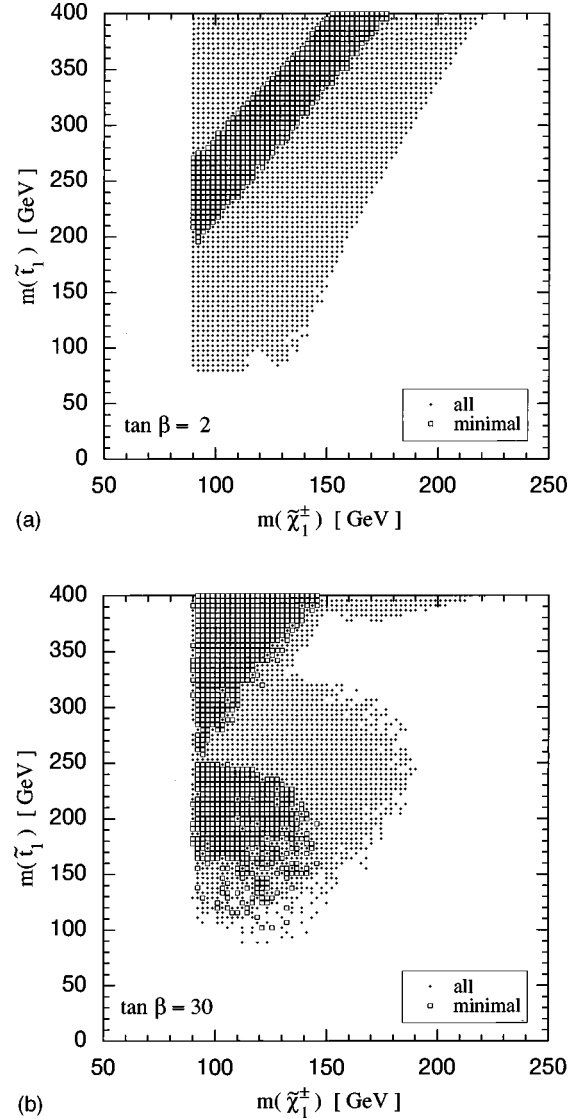 400
350
300
250
200
150
100
50
0
m(t̃₁) [ GeV ]
tan β = 2
all
minimal
50 100 150 200 250
(a) m(χ̃₁±) [ GeV ]
400
350
300
250
200
150
100
50
0
m(t̃₁) [ GeV ]
tan β = 30
all
minimal
50 100 150 200 250
(b) m(χ̃₁±) [ GeV ]